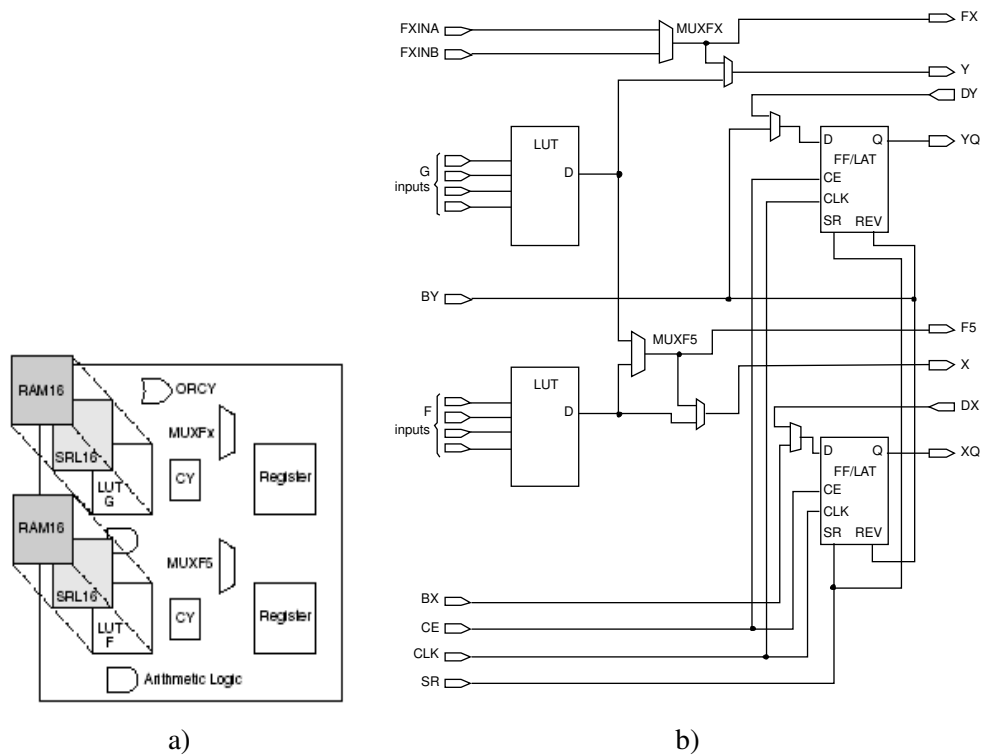 RAM16
ORCY
MUXFx
SRL16
CY
Register
LUT
G
RAM16
MUXF5
SRL16
CY
Register
LUT
F
Arithmetic Logic
a)
FXINA
FXINB
MUXFX
FX
Y
DY
G
inputs
LUT
D
D
Q
FF/LAT
CE
CLK
SR
REV
YQ
BY
MUXF5
F5
X
F
inputs
LUT
D
DX
D
Q
FF/LAT
CE
CLK
SR
REV
XQ
BX
CE
CLK
SR
b)